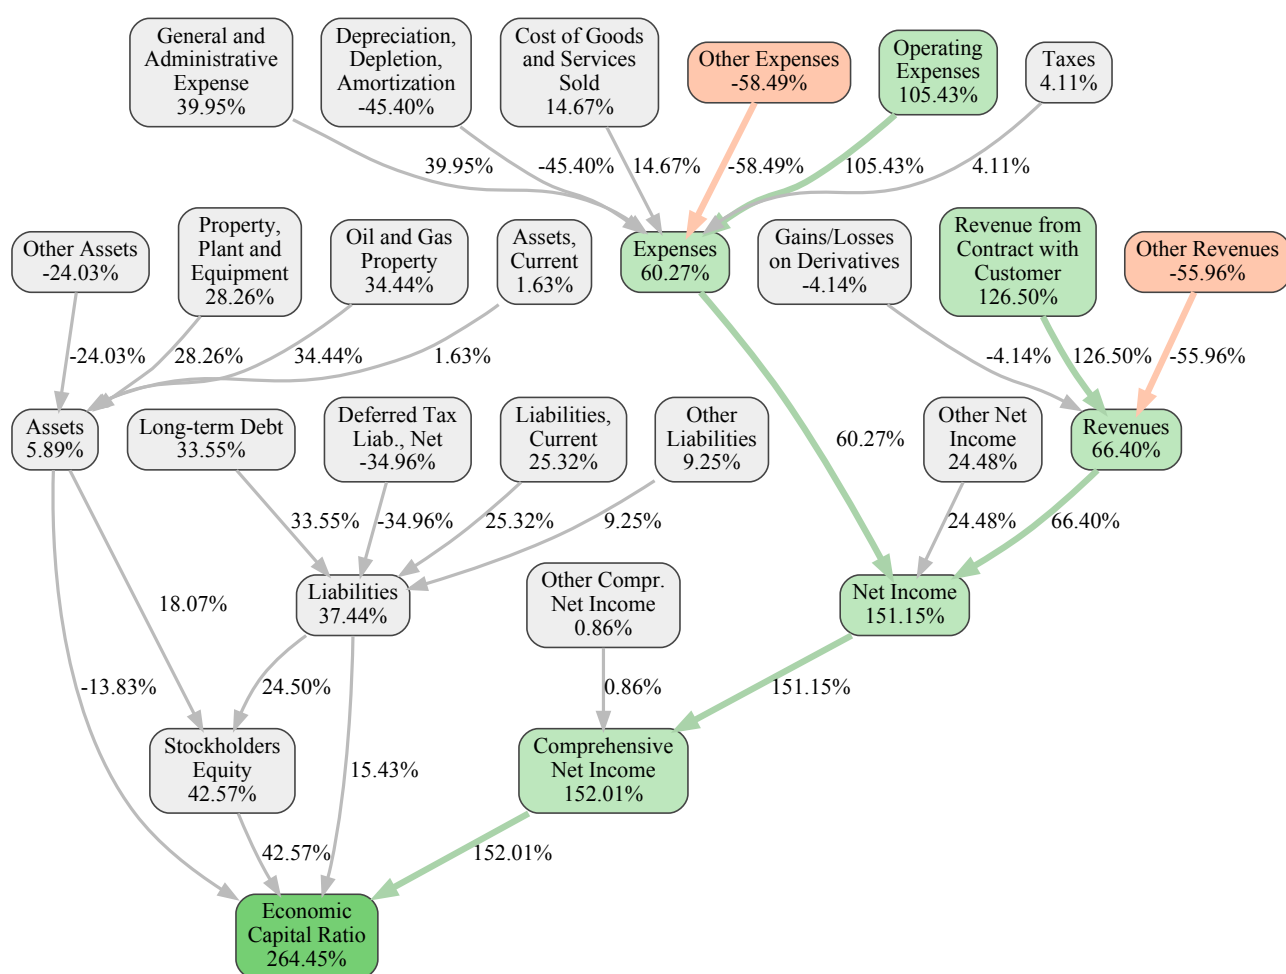 General and
Administrative
Expense
39.95%
Depreciation,
Depletion,
Amortization
-45.40%
Cost of Goods
and Services
Sold
14.67%
Other Expenses
-58.49%
Operating
Expenses
105.43%
Taxes
4.11%
39.95%
-45.40%
14.67%
-58.49%
105.43%
4.11%
Other Assets
-24.03%
Property,
Plant and
Equipment
28.26%
Oil and Gas
Property
34.44%
Assets,
Current
1.63%
Expenses
60.27%
Gains/Losses
on Derivatives
-4.14%
Revenue from
Contract with
Customer
126.50%
Other Revenues
-55.96%
-24.03%
28.26%
34.44%
1.63%
-4.14%
126.50%
-55.96%
Assets
5.89%
Long-term Debt
33.55%
Deferred Tax
Liab., Net
-34.96%
Liabilities,
Current
25.32%
Other
Liabilities
9.25%
60.27%
Other Net
Income
24.48%
Revenues
66.40%
33.55%
-34.96%
25.32%
9.25%
24.48%
66.40%
18.07%
Liabilities
37.44%
Other Compr.
Net Income
0.86%
Net Income
151.15%
-13.83%
24.50%
0.86%
151.15%
Stockholders
Equity
42.57%
15.43%
Comprehensive
Net Income
152.01%
42.57%
152.01%
Economic
Capital Ratio
264.45%